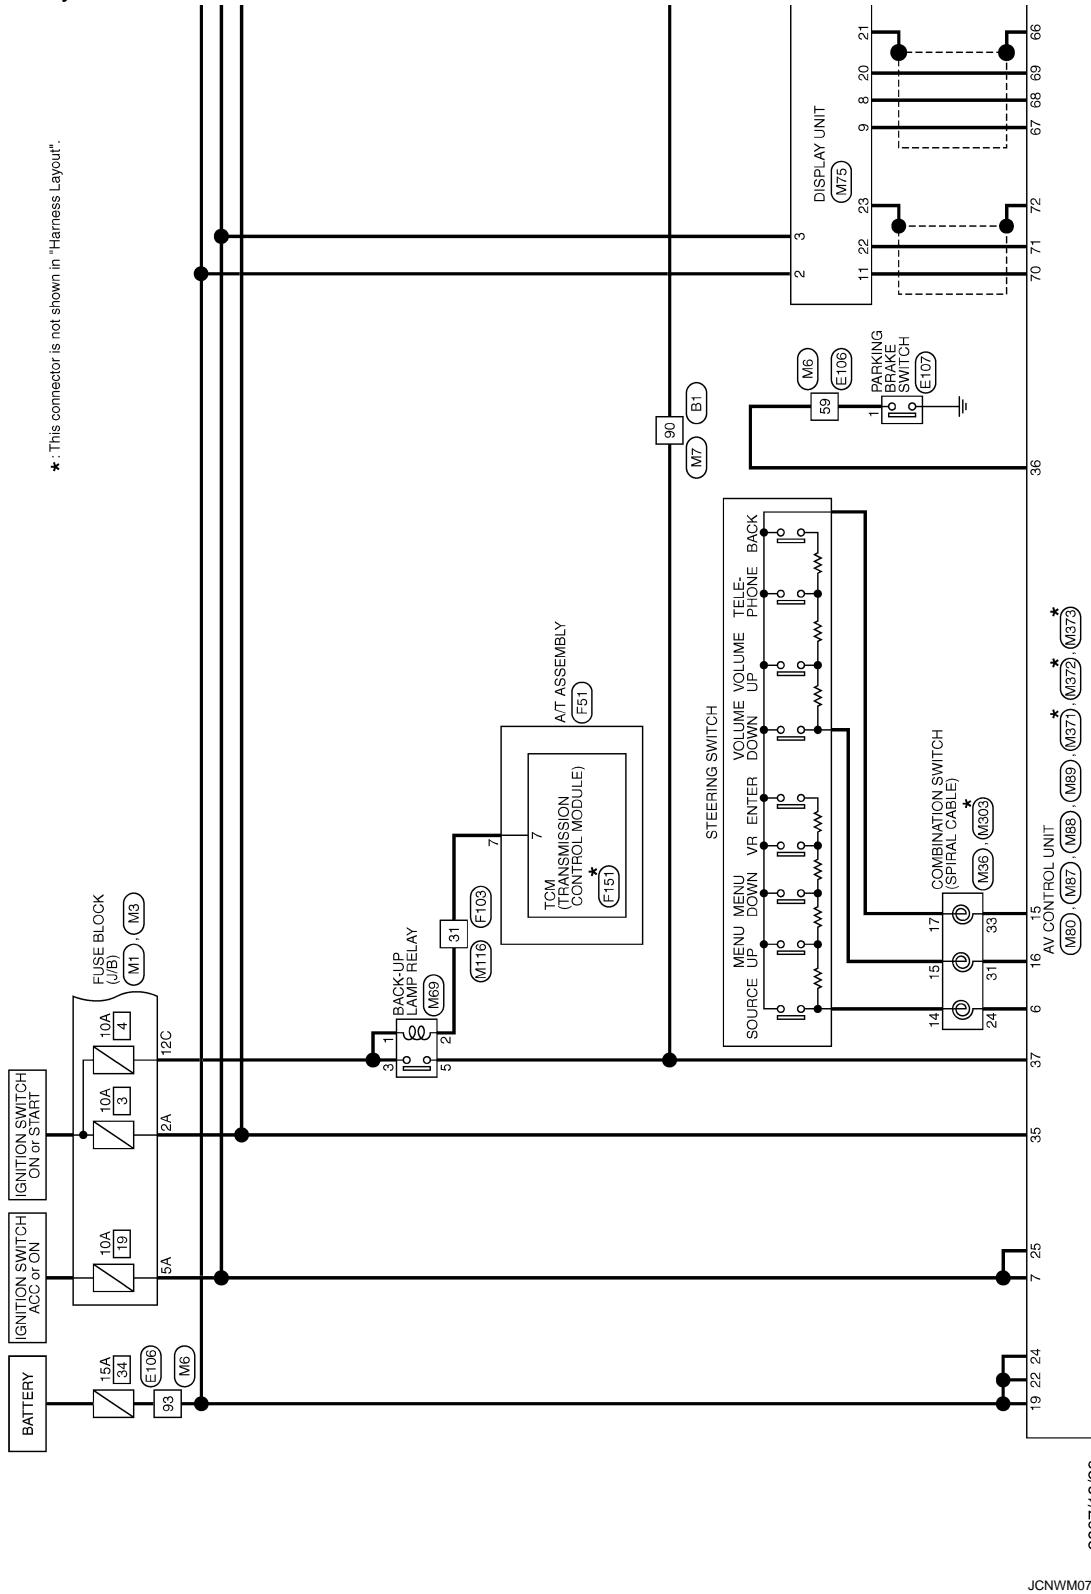 *: This connector is not shown in "Harness Layout".
BATTERY
IGNITION SWITCH
ACC or ON
IGNITION SWITCH
ON or START
15A
34
10A
19
10A
3
10A
4
FUSE BLOCK
(J/B)
M1 , M3
93
E106
M6
5A
2A
12C
BACK-UP
LAMP RELAY
M69
1
2
3
5
31
M116
F103
7
7
A/T ASSEMBLY
F51
TCM
(TRANSMISSION
CONTROL MODULE)
*
F151
90
M7
B1
STEERING SWITCH
SOURCE
MENU
UP
MENU
DOWN
VR
ENTER
VOLUME
DOWN
VOLUME
UP
TELE-
PHONE
BACK
COMBINATION SWITCH
(SPIRAL CABLE)
M36 , M303 *
14
15
17
24
31
33
59
M6
E106
PARKING
BRAKE
SWITCH
E107
1
DISPLAY UNIT
M75
2
3
11
22
23
9
8
20
21
19
22
24
7
25
35
37
6
16
15
36
70
71
72
67
68
69
66
AV CONTROL UNIT
M80 , M87 , M88 , M89 , M371 * , M372 * , M373 *
JCNWM07